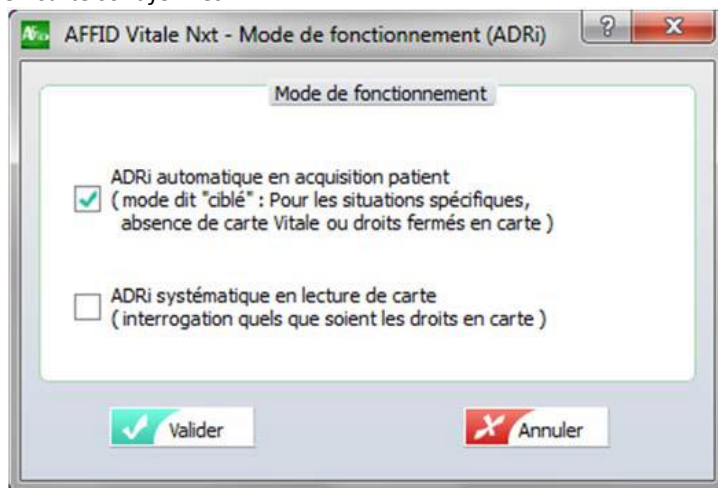 AFFID Vitale Nxt - Mode de fonctionnement (ADRi)
Mode de fonctionnement
ADRi automatique en acquisition patient
( mode dit "ciblé" : Pour les situations spécifiques,
absence de carte Vitale ou droits fermés en carte )
ADRi systématique en lecture de carte
( interrogation quels que soient les droits en carte )
Valider
Annuler